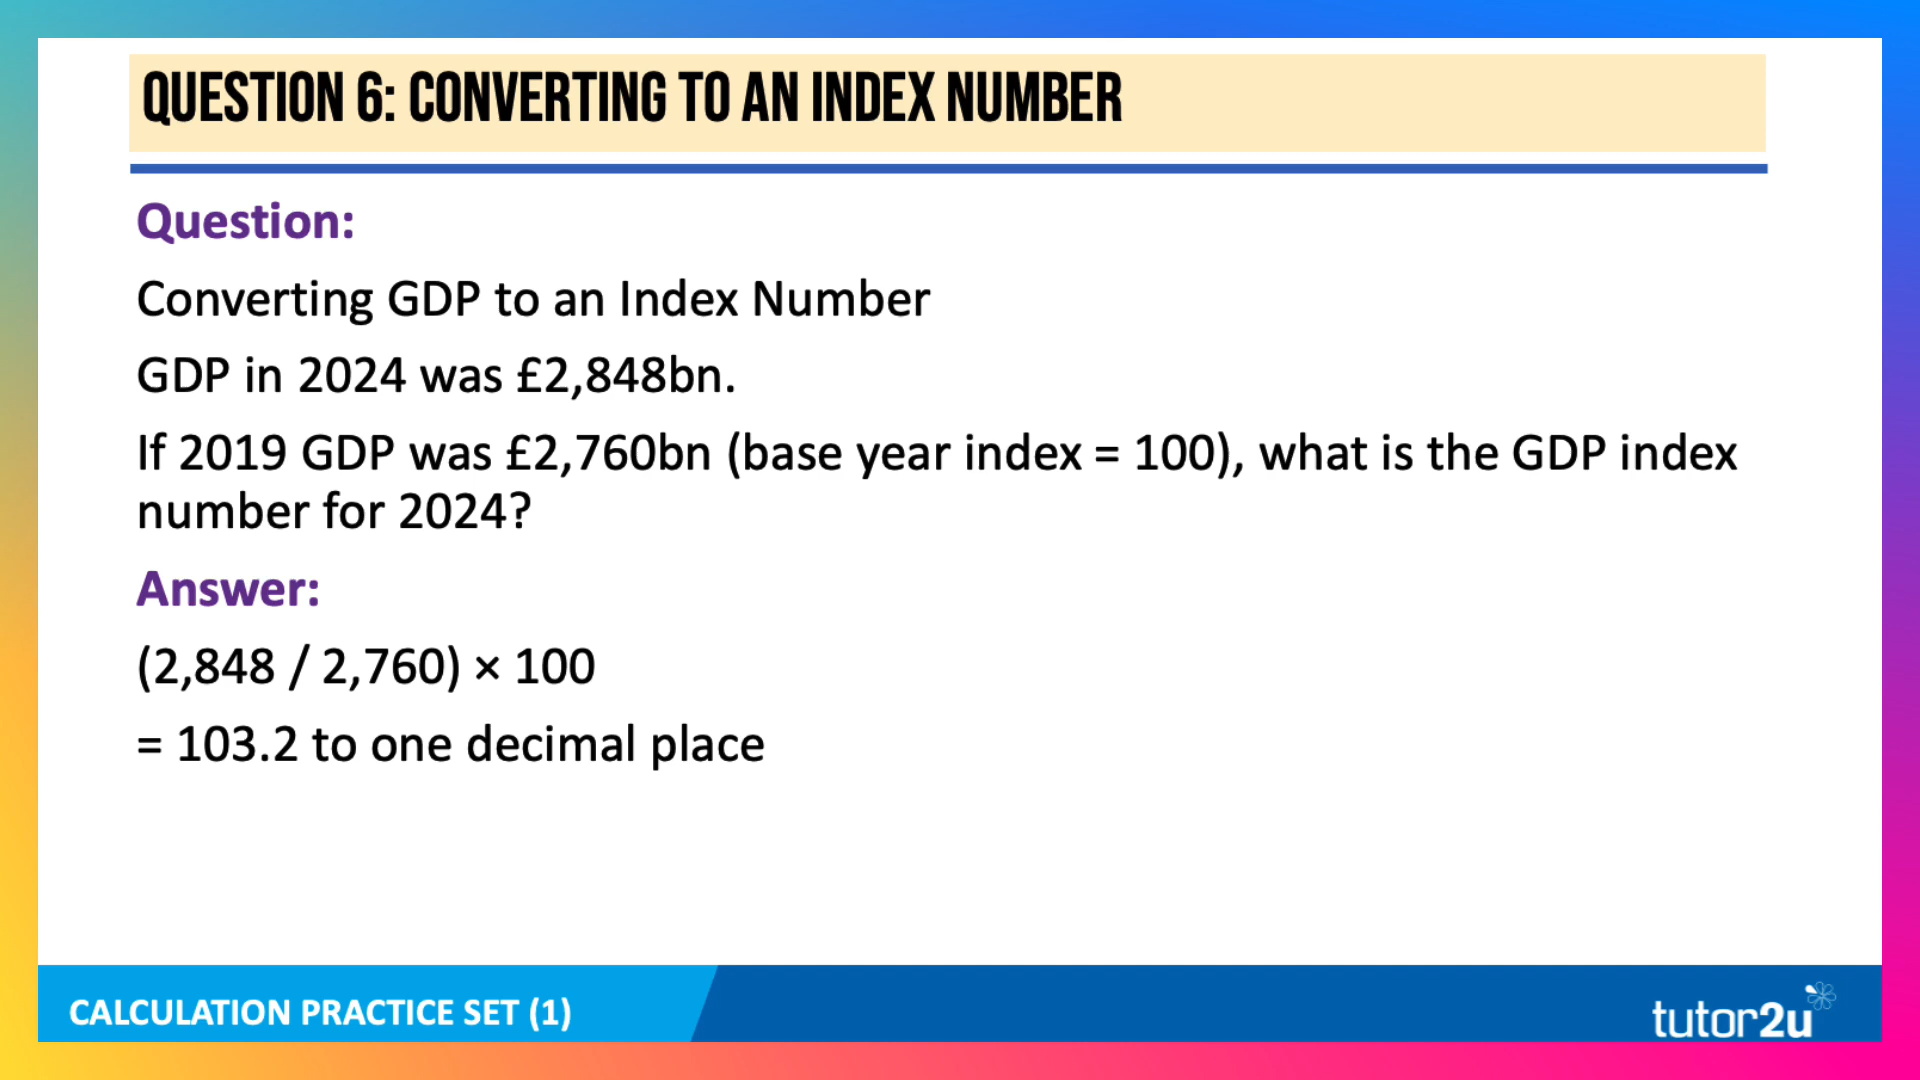 QUESTION 6: CONVERTING TO AN INDEX NUMBER
Question:
Converting GDP to an Index Number
GDP in 2024 was £2,848bn.
If 2019 GDP was £2,760bn (base year index = 100), what is the GDP index
number for 2024?
Answer:
(2,848 / 2,760) × 100
= 103.2 to one decimal place
CALCULATION PRACTICE SET (1)
tutor2u